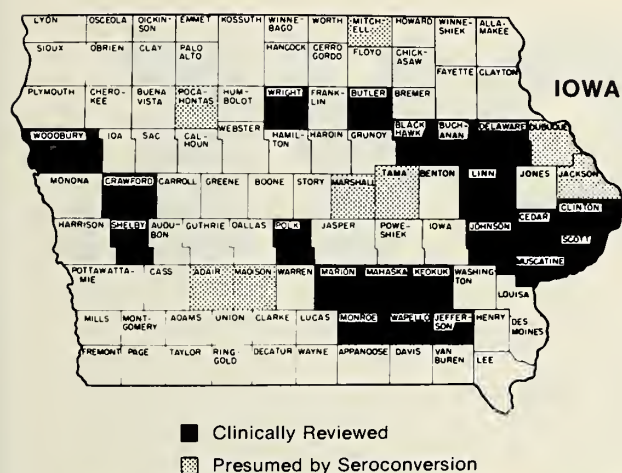 LYON
OSCEOLA
DICKIN-
SON
EMMET
KOSSUTH
WINNE-
BAGO
WORTH
MITCH-
ELL
HOWARD
WINNE-
SHIEK
ALLA-
MAKEE
SIOUX
OBRIEN
CLAY
PALO
ALTO
HANCOCK
CERRO
GORDO
FLOYD
CHICK-
ASAW
FAYETTE
CLAYTON
IOWA
PLYMOUTH
CHERO-
KEE
BUENA
VISTA
POCA-
HONTAS
HUM-
BOLOT
WRIGHT
FRANK-
LIN
BUTLER
BREMER
WOODBURY
IOA
SAC
CAL-
HOUN
WEBSTER
HAMIL-
TON
HAROIN
GRUNOY
BLACK
HAWK
BUCH-
ANAN
DELAWARE
DUBUQUE
MONONA
CRAWFORD
CARROLL
GREENE
BOONE
STORY
MARSHALL
TAMA
BENTON
LINN
JONES
JACKSON
CLINTON
CEDAR
HARRISON
SHELBY
AUDU-
BON
GUTHRIE
DALLAS
POLK
JASPER
POWE-
SHIEK
IOWA
JOHNSON
SCOTT
MUSCATINE
POTTAWATTA-
MIE
CASS
ADAIR
MADISON
WARREN
MARION
MAHASKA
KEOKUK
WASHING-
TON
LOUISA
MILLS
MONT-
GOMERY
ADAMS
UNION
CLARKE
LUCAS
MONROE
WAPELLO
JEFFER-
SON
HENRY
DES
MOINES
FREMONT
PAGE
TAYLOR
RING-
GOLD
DECATUR
WAYNE
APPANOOSE
DAVIS
VAN
BUREN
LEE
Clinically Reviewed
Presumed by Seroconversion